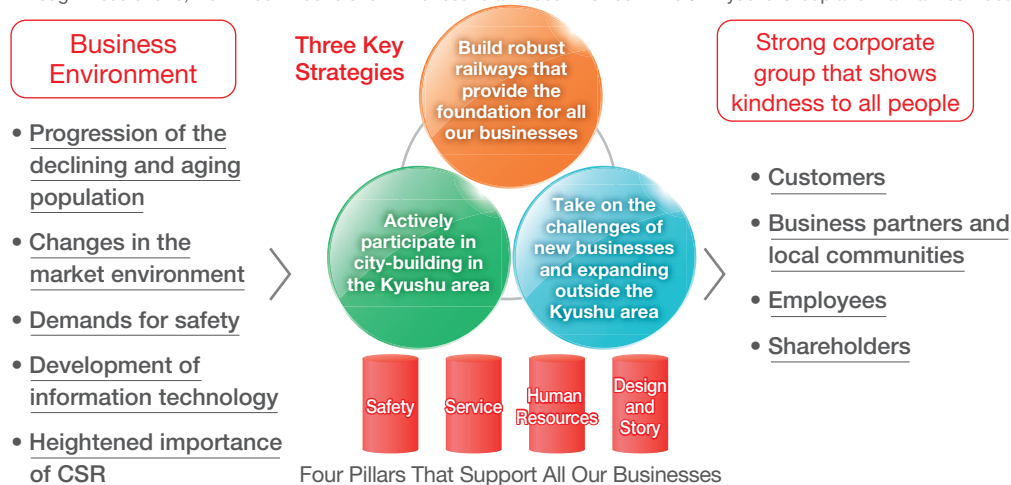 Business
Environment
• Progression of the
declining and aging
population
• Changes in the
market environment
• Demands for safety
• Development of
information technology
• Heightened importance
of CSR
Three Key
Strategies
Build robust
railways that
provide the
foundation for all
our businesses
Actively
participate in
city-building in
the Kyushu area
Take on the
challenges of
new businesses
and expanding
outside the
Kyushu area
Safety
Service
Human
Resources
Design
and
Story
Four Pillars That Support All Our Businesses
Strong corporate
group that shows
kindness to all people
• Customers
• Business partners and
local communities
• Employees
• Shareholders